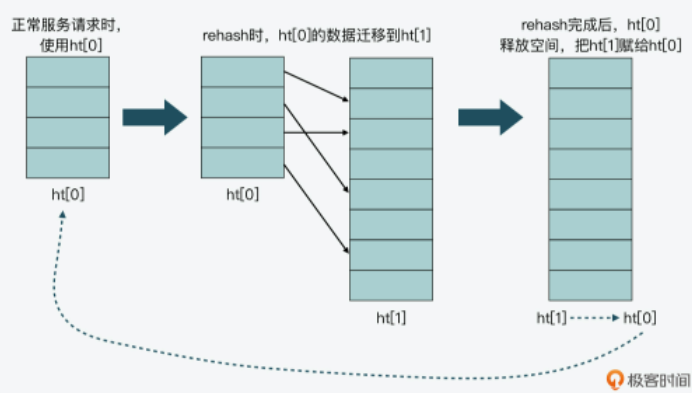 正常服务请求时，
使用ht[0]
rehash时，ht[0]的数据迁移到ht[1]
rehash完成后，ht[0]
释放空间，把ht[1]赋给ht[0]
ht[0]
ht[0]
ht[1]
ht[1]
ht[0]
极客时间